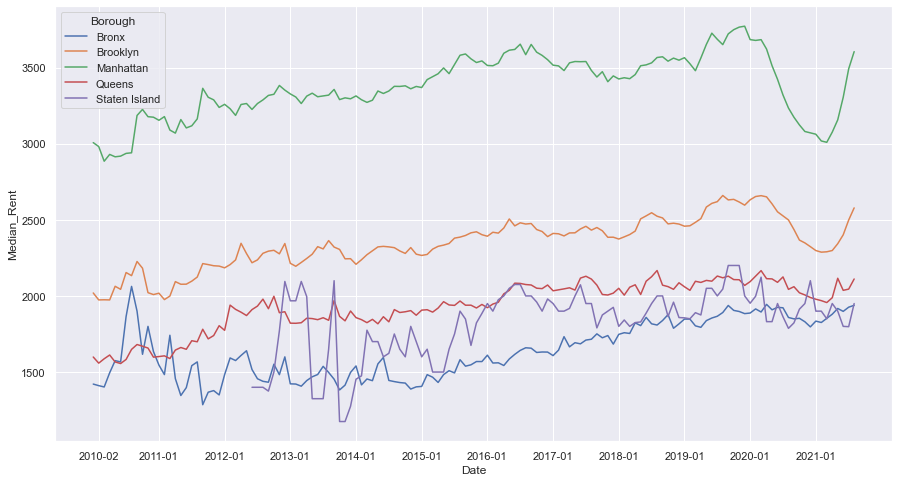 Borough
Bronx
Brooklyn
Manhattan
Queens
Staten Island
Median_Rent
3500
3000
2500
2000
1500
2010-02 2011-01 2012-01 2013-01 2014-01 2015-01 2016-01 2017-01 2018-01 2019-01 2020-01 2021-01
Date